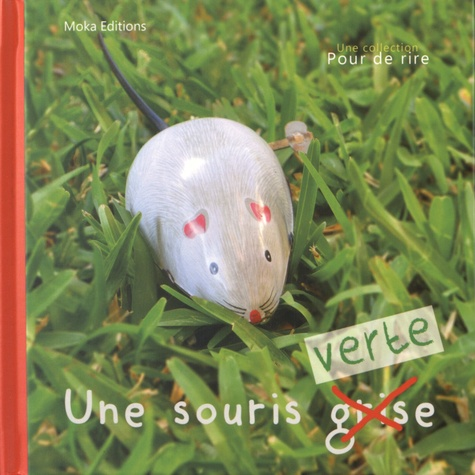 Moka Editions
Une collection
Pour de rire
verte
Une souris grise